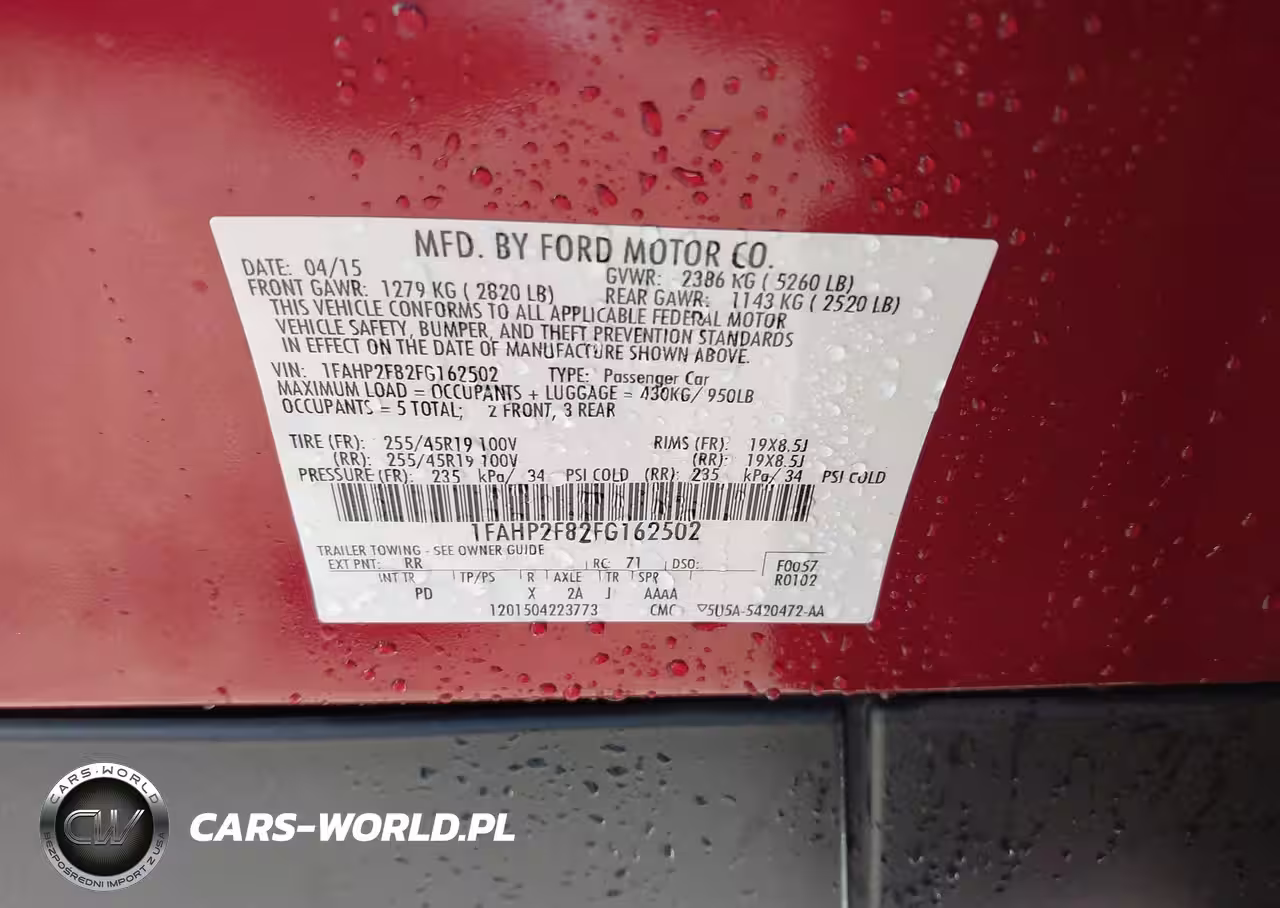 MFD. BY FORD MOTOR CO.
DATE: 04/15
GVWR: 2386 KG ( 5260 LB)
FRONT GAWR: 1279 KG ( 2820 LB)
REAR GAWR: 1143 KG ( 2520 LB)
THIS VEHICLE CONFORMS TO ALL APPLICABLE FEDERAL MOTOR
VEHICLE SAFETY, BUMPER, AND THEFT PREVENTION STANDARDS
IN EFFECT ON THE DATE OF MANUFACTURE SHOWN ABOVE.
VIN: 1FAHP2F82FG162502 TYPE: Passenger Car
MAXIMUM LOAD = OCCUPANTS + LUGGAGE = 430KG/ 950LB
OCCUPANTS = 5 TOTAL; 2 FRONT, 3 REAR
TIRE (FR): 255/45R19 100V RIMS (FR): 19X8.5J
(RR): 255/45R19 100V (RR): 19X8.5J
PRESSURE (FR): 235 kPa/ 34 PSI COLD (RR): 235 kPa/ 34 PSI COLD
1FAHP2F82FG162502
TRAILER TOWING - SEE OWNER GUIDE
EXT PNT: RR RC: 71 DSO:
F0057
R0102
INT TR TP/PS R AXLE TR SPR
PD X 2A J AAAA
1201504223773 CMC ▽5U5A-5420472-AA
CARS-WORLD
CW
BEZPOŚREDNI IMPORT Z USA
CARS-WORLD.PL